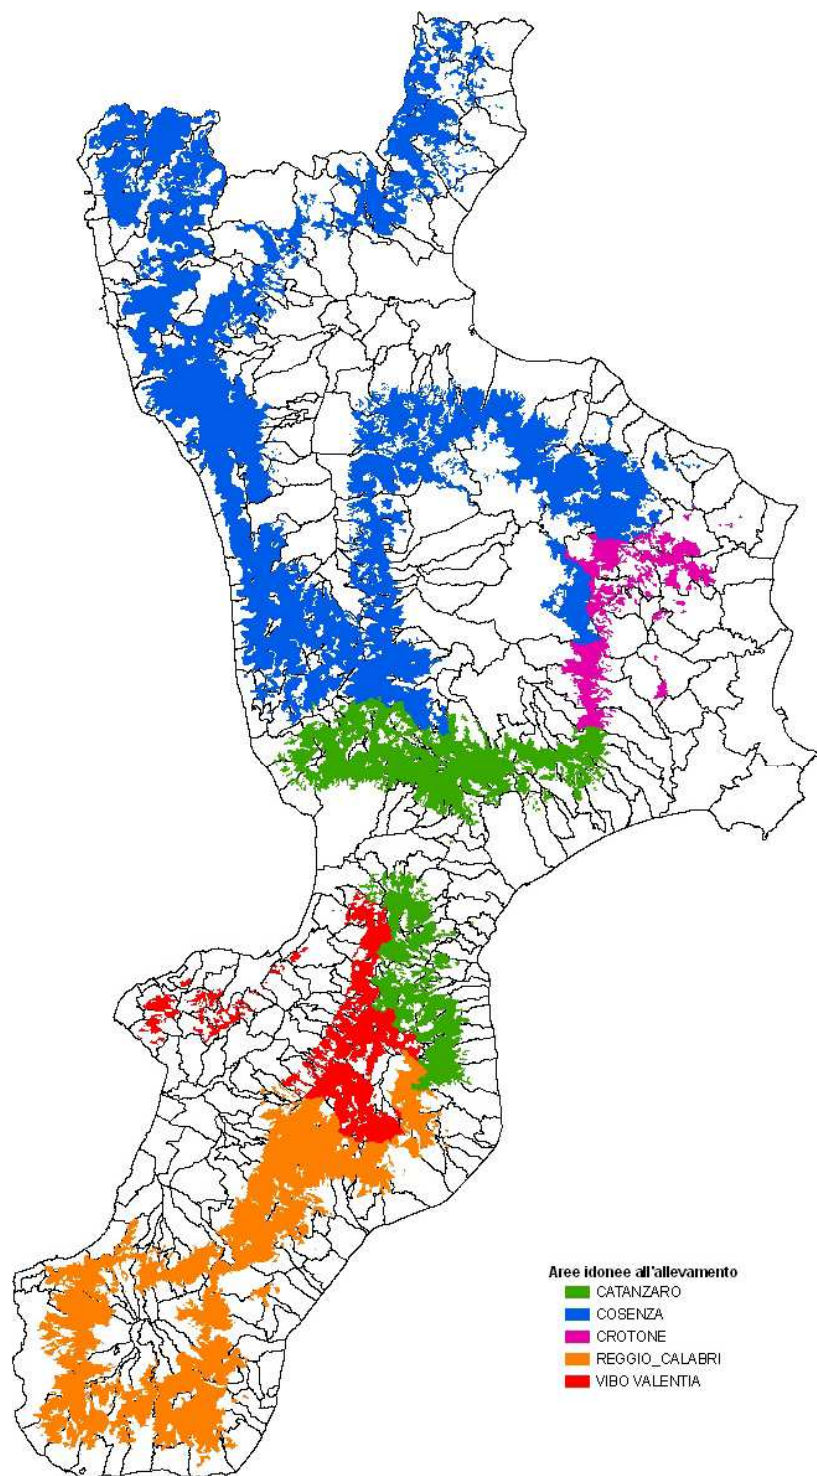 Aree idonee all'allevamento
CATANZARO
COSENZA
CROTONE
REGGIO_CALABRI
VIBO VALENTIA